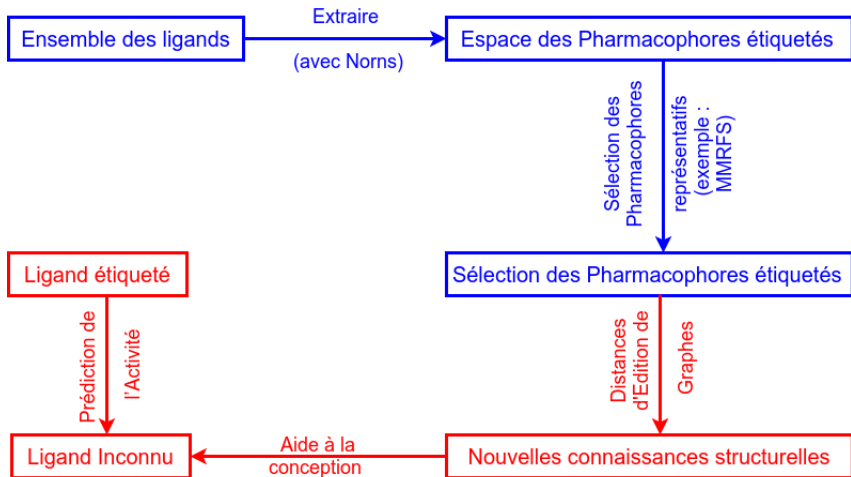 Ensemble des ligands
Extraire
(avec Norns)
Espace des Pharmacophores étiquetés
Sélection des
Pharmacophores
représentatifs
(exemple :
MMRFS)
Ligand étiqueté
Sélection des Pharmacophores étiquetés
Prédiction de
l'Activité
Distances
d'Edition de
Graphes
Ligand Inconnu
Aide à la
conception
Nouvelles connaissances structurelles